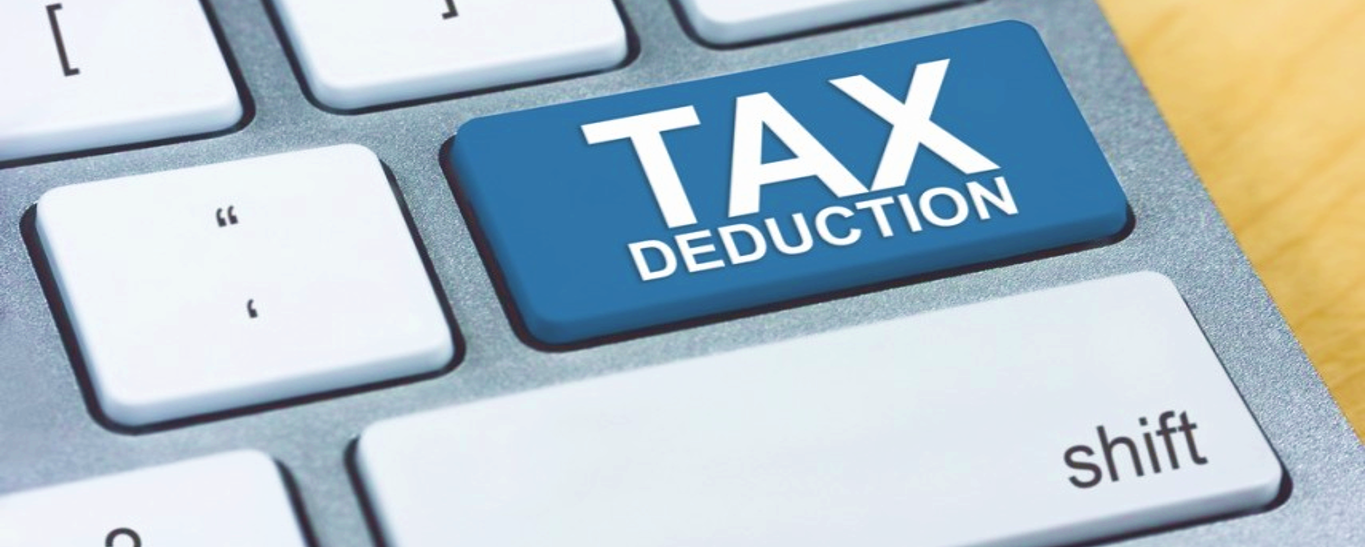 [
]
TAX
“
DEDUCTION
‘
shift